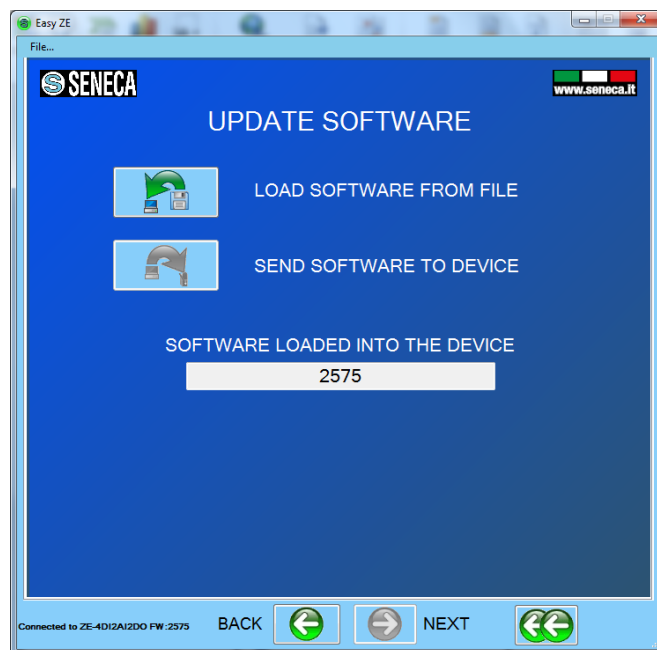 Easy ZE
File...
SENECA
www.seneca.it
UPDATE SOFTWARE
LOAD SOFTWARE FROM FILE
SEND SOFTWARE TO DEVICE
SOFTWARE LOADED INTO THE DEVICE
2575
Connected to ZE-4DI2AI2DO FW:2575
BACK
NEXT